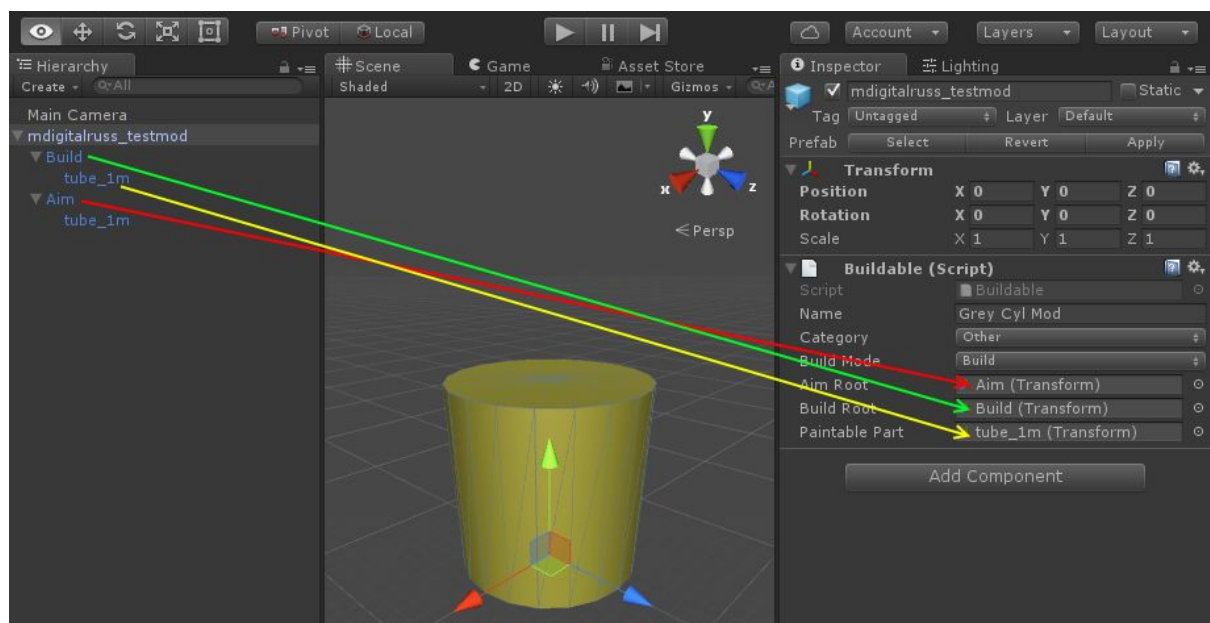 Pivot Local Account Layers Layout
Hierarchy
Create All
Main Camera
mdigitalruss_testmod
Build
tube_1m
Aim
tube_1m
Scene Game Asset Store
Shaded 2D Gizmos
y
x z
Persp
Inspector Lighting
mdigitalruss_testmod Static
Tag Untagged Layer Default
Prefab Select Revert Apply
Transform
Position X 0 Y 0 Z 0
Rotation X 0 Y 0 Z 0
Scale X 1 Y 1 Z 1
Buildable (Script)
Script Buildable
Name Grey Cyl Mod
Category Other
Build Mode Build
Aim Root Aim (Transform)
Build Root Build (Transform)
Paintable Part tube_1m (Transform)
Add Component